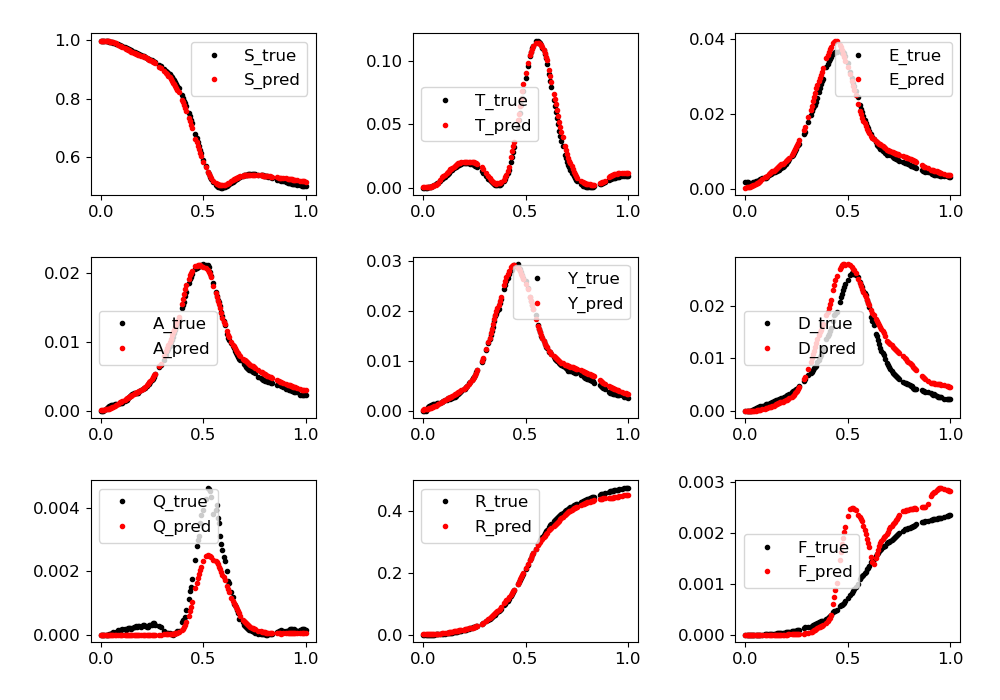 1.0
0.8
0.6
0.0 0.5 1.0
S_true
S_pred
0.10
0.05
0.00
0.0 0.5 1.0
T_true
T_pred
0.04
0.02
0.00
0.0 0.5 1.0
E_true
E_pred
0.02
0.01
0.00
0.0 0.5 1.0
A_true
A_pred
0.03
0.02
0.01
0.00
0.0 0.5 1.0
Y_true
Y_pred
0.02
0.01
0.00
0.0 0.5 1.0
D_true
D_pred
0.004
0.002
0.000
0.0 0.5 1.0
Q_true
Q_pred
0.4
0.2
0.0
0.0 0.5 1.0
R_true
R_pred
0.003
0.002
0.001
0.000
0.0 0.5 1.0
F_true
F_pred